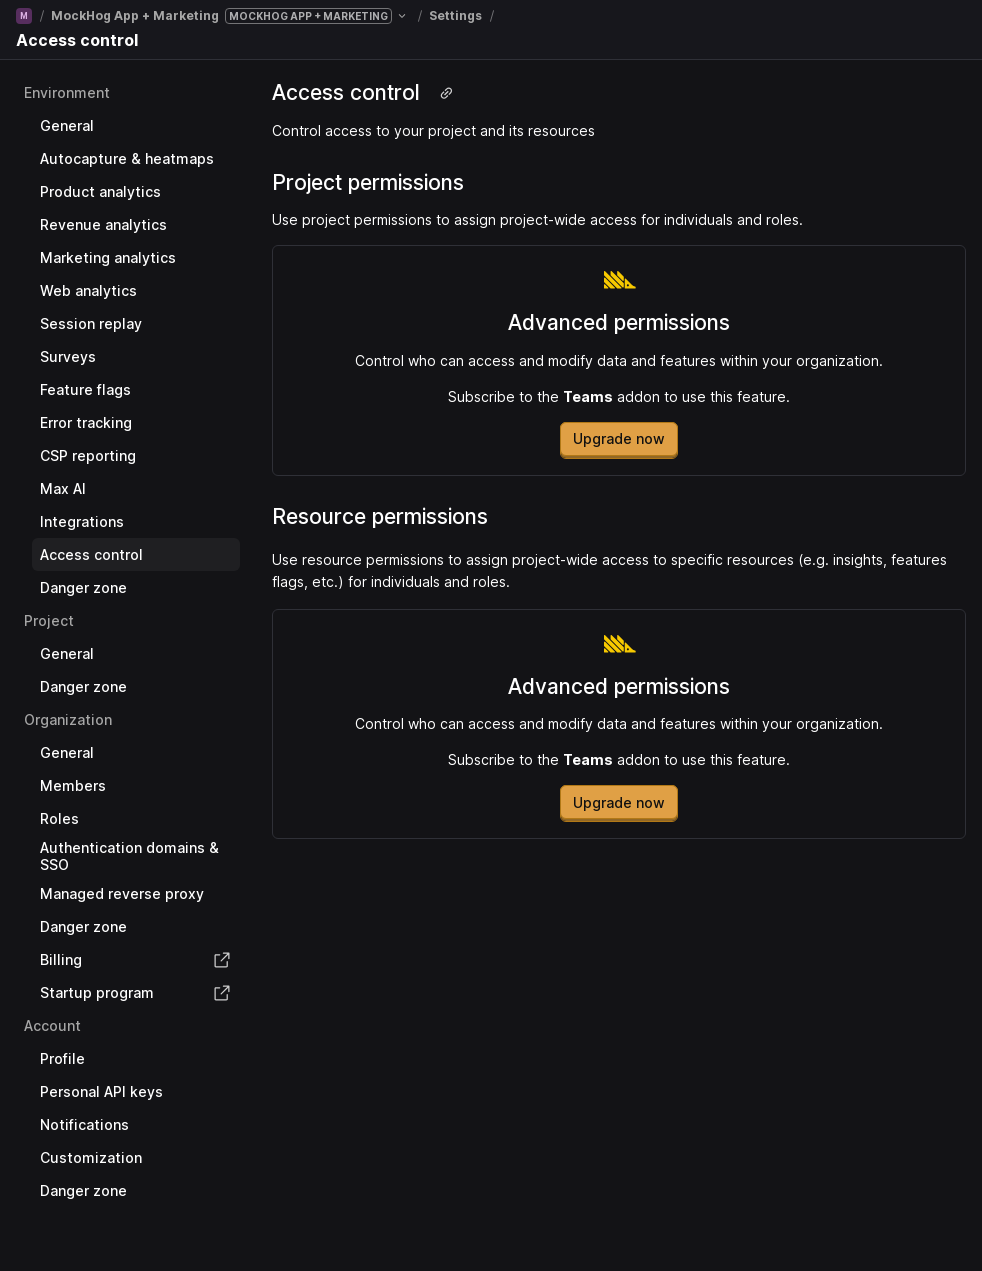 M / MockHog App + Marketing MOCKHOG APP + MARKETING / Settings /
Access control
Environment
General
Autocapture & heatmaps
Product analytics
Revenue analytics
Marketing analytics
Web analytics
Session replay
Surveys
Feature flags
Error tracking
CSP reporting
Max AI
Integrations
Access control
Danger zone
Project
General
Danger zone
Organization
General
Members
Roles
Authentication domains &
SSO
Managed reverse proxy
Danger zone
Billing
Startup program
Account
Profile
Personal API keys
Notifications
Customization
Danger zone
Access control
Control access to your project and its resources
Project permissions
Use project permissions to assign project-wide access for individuals and roles.
Advanced permissions
Control who can access and modify data and features within your organization.
Subscribe to the Teams addon to use this feature.
Upgrade now
Resource permissions
Use resource permissions to assign project-wide access to specific resources (e.g. insights, features
flags, etc.) for individuals and roles.
Advanced permissions
Control who can access and modify data and features within your organization.
Subscribe to the Teams addon to use this feature.
Upgrade now